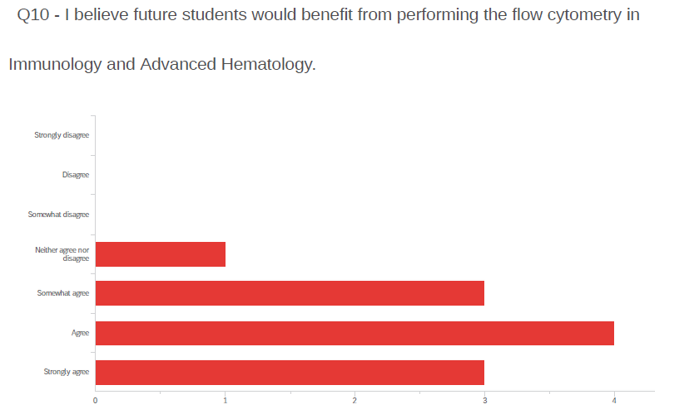 Q10 - I believe future students would benefit from performing the flow cytometry in
Immunology and Advanced Hematology.
Strongly disagree
Disagree
Somewhat disagree
Neither agree nor
disagree
Somewhat agree
Agree
Strongly agree
0 1 2 3 4